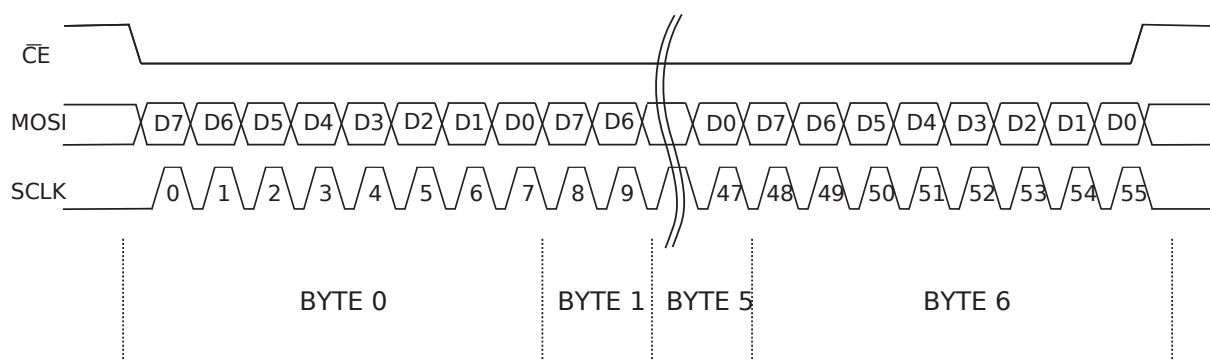 C̅E̅
MOSI D7 D6 D5 D4 D3 D2 D1 D0 D7 D6 D0 D7 D6 D5 D4 D3 D2 D1 D0
SCLK 0 1 2 3 4 5 6 7 8 9 47 48 49 50 51 52 53 54 55
BYTE 0 BYTE 1 BYTE 5 BYTE 6